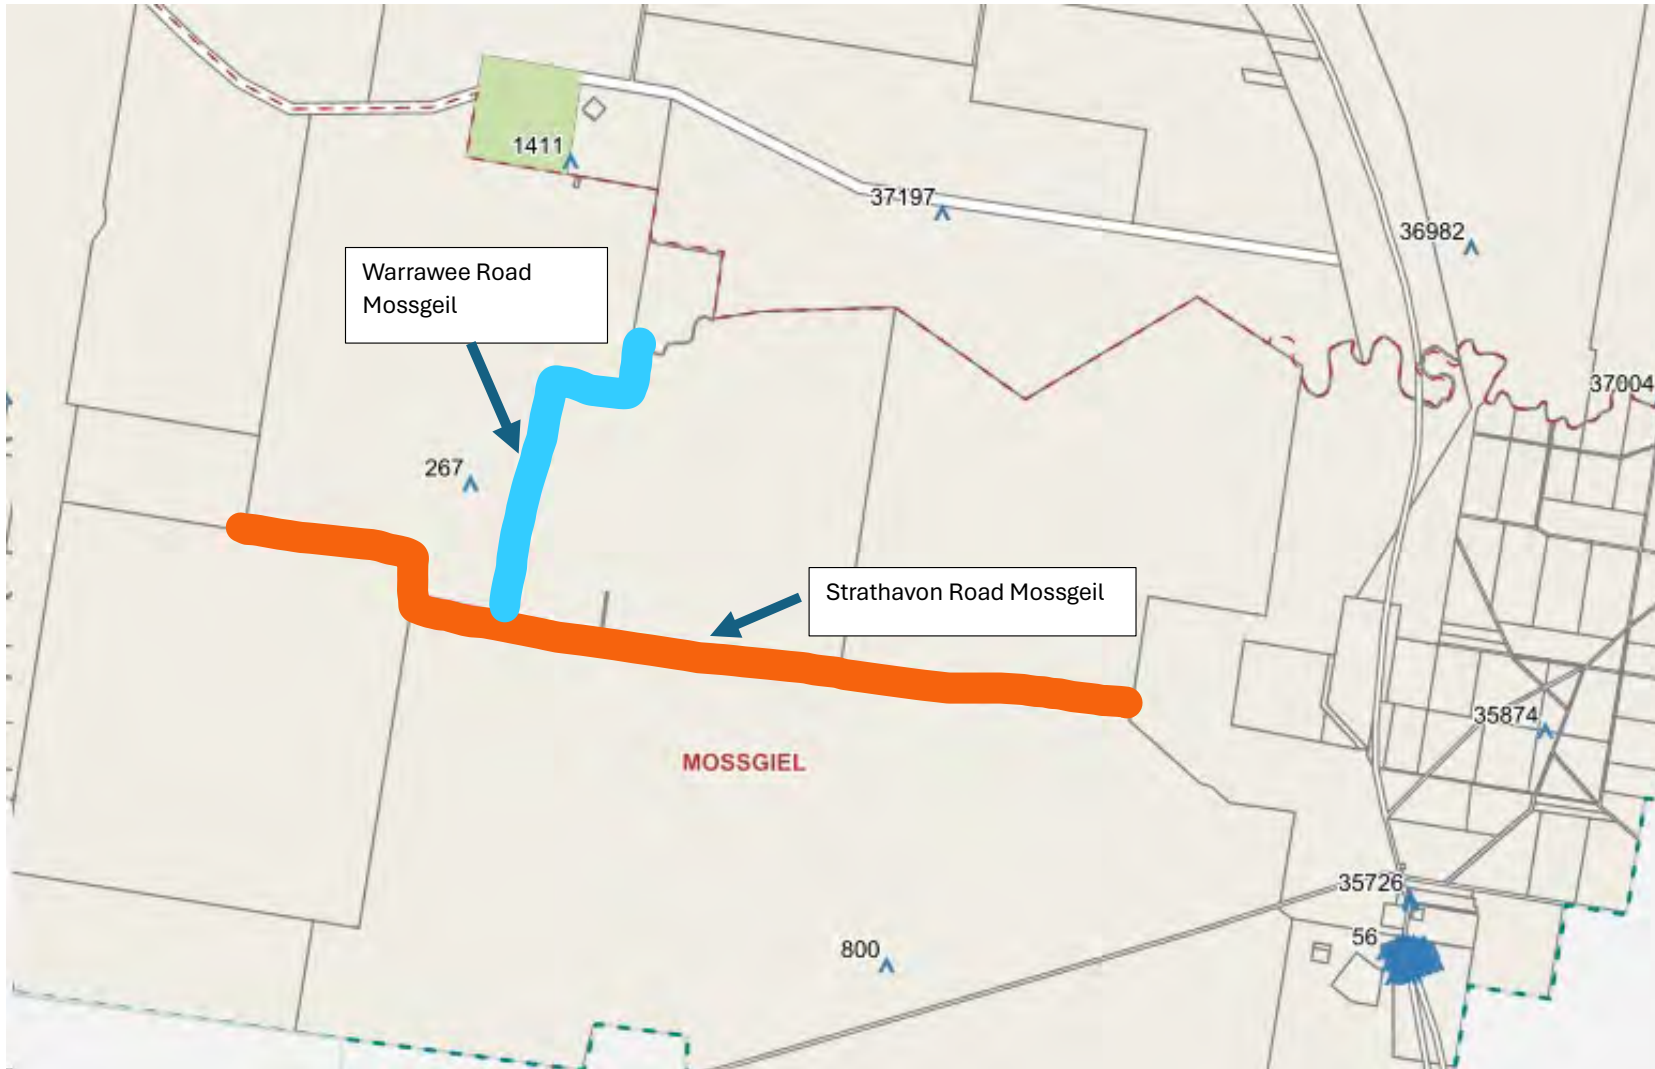 1411
37197
36982
Warrawee Road
Mossgeil
37004
267
Strathavon Road Mossgeil
35874
MOSSGIEL
35726
56
800